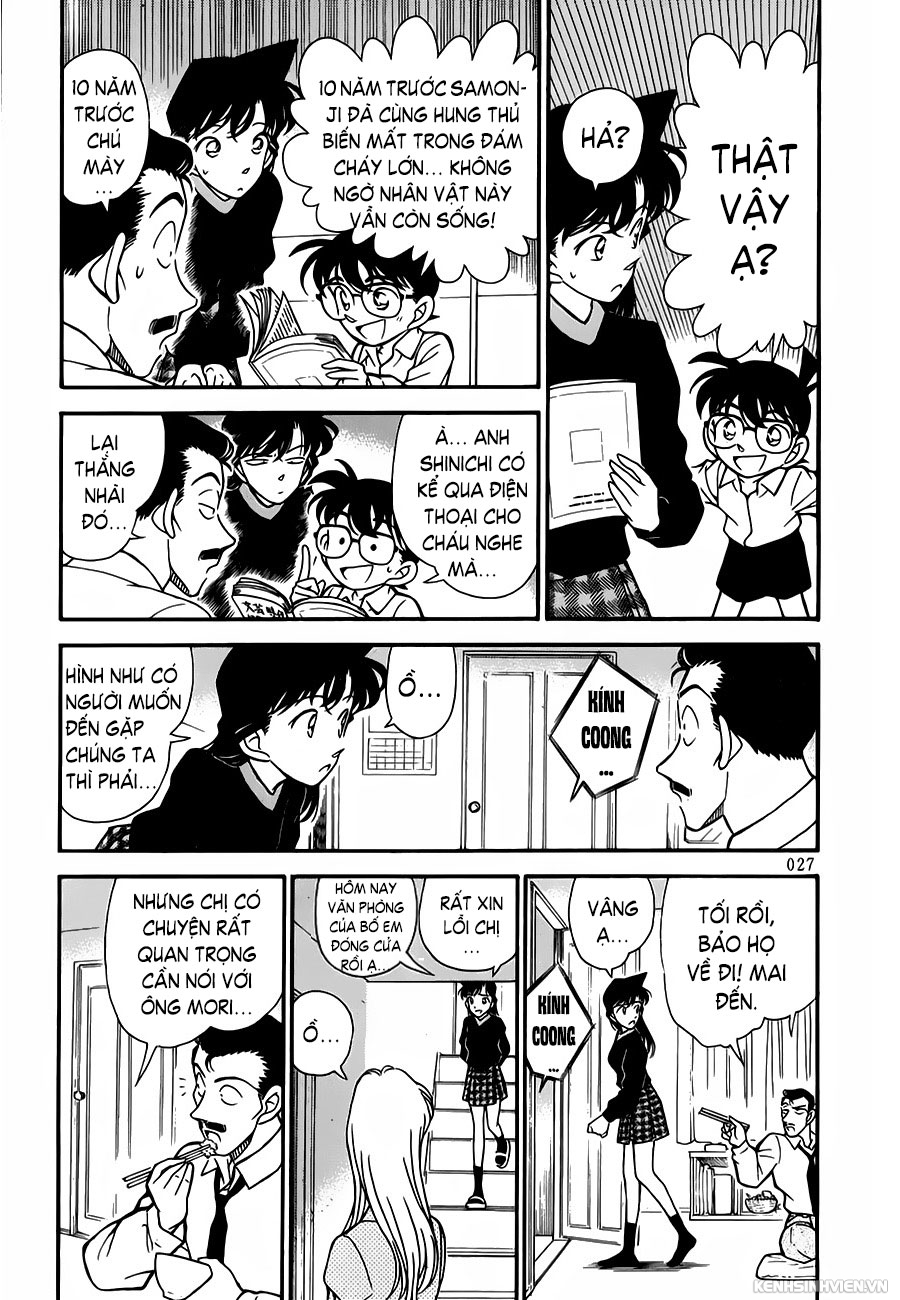 THẬT
VẬY
Ạ?
HẢ?
10 NĂM TRƯỚC SAMON-
JI ĐÃ CÙNG HUNG THỦ
BIẾN MẤT TRONG ĐÁM
CHÁY LỚN... KHÔNG
NGỜ NHÂN VẬT NÀY
VẪN CÒN SỐNG!
10 NĂM
TRƯỚC
CHÚ
MÀY
...
À... ANH
SHINICHI CÓ
KỂ QUA ĐIỆN
THOẠI CHO
CHÁU NGHE
MÀ...
LẠI
THẰNG
NHÃI
ĐÓ...
KÍNH
COONG
...
Ồ...
HÌNH NHƯ CÓ
NGƯỜI MUỐN
ĐẾN GẶP
CHÚNG TA
THÌ PHẢI...
027
TỐI RỒI,
BẢO HỌ
VỀ ĐI! MAI
ĐẾN.
VÂNG
Ạ...
KÍNH
COONG
...
RẤT XIN
LỖI CHỊ
...
HÔM NAY
VĂN PHÒNG
CỦA BỐ EM
ĐÓNG CỬA
RỒI Ạ...
Ồ...
NHƯNG CHỊ CÓ
CHUYỆN RẤT
QUAN TRỌNG
CẦN NÓI VỚI
ÔNG MORI...
KENHSINHVIEN.VN